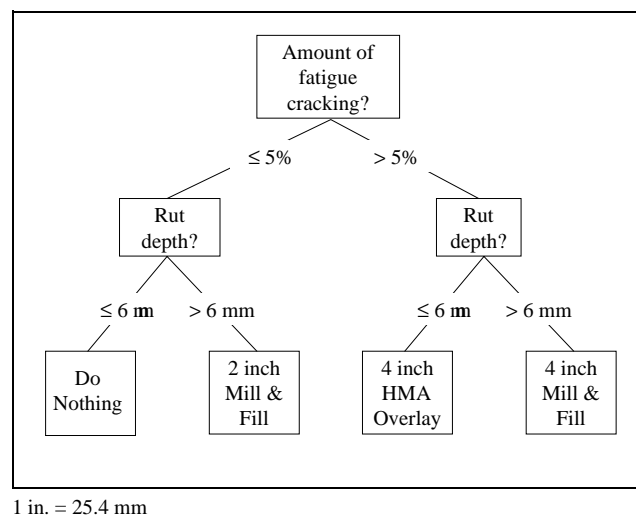 Amount of
fatigue
cracking?
≤ 5%
> 5%
Rut
depth?
Rut
depth?
≤ 6 mm
> 6 mm
≤ 6 mm
> 6 mm
Do
Nothing
2 inch
Mill &
Fill
4 inch
HMA
Overlay
4 inch
Mill &
Fill
1 in. = 25.4 mm